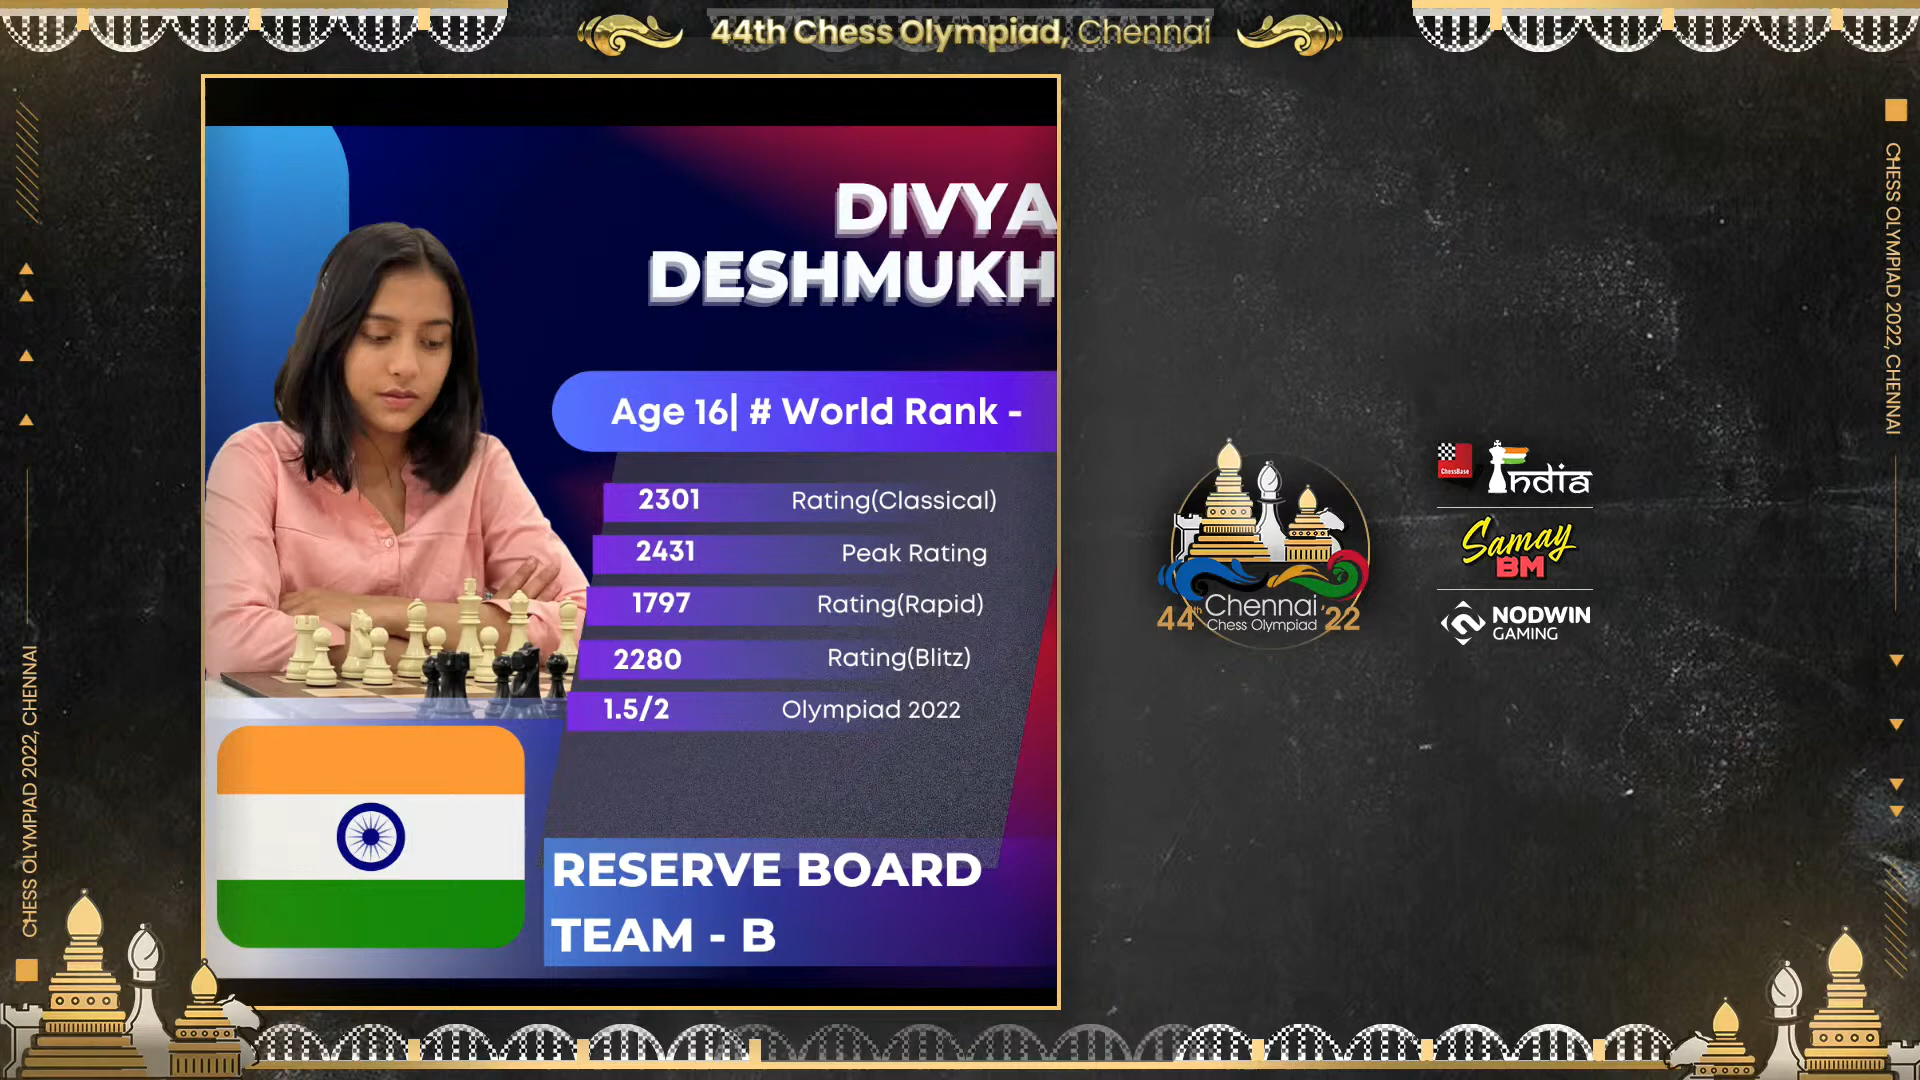 44th Chess Olympiad, Chennai
DIVYA
DESHMUKH
Age 16| # World Rank -
2301 Rating(Classical)
2431 Peak Rating
1797 Rating(Rapid)
2280 Rating(Blitz)
1.5/2 Olympiad 2022
RESERVE BOARD
TEAM - B
44th Chennai '22
Chess Olympiad
ChessBase
India
Samay
BM
NODWIN
GAMING
CHESS OLYMPIAD 2022, CHENNAI
CHESS OLYMPIAD 2022, CHENNAI